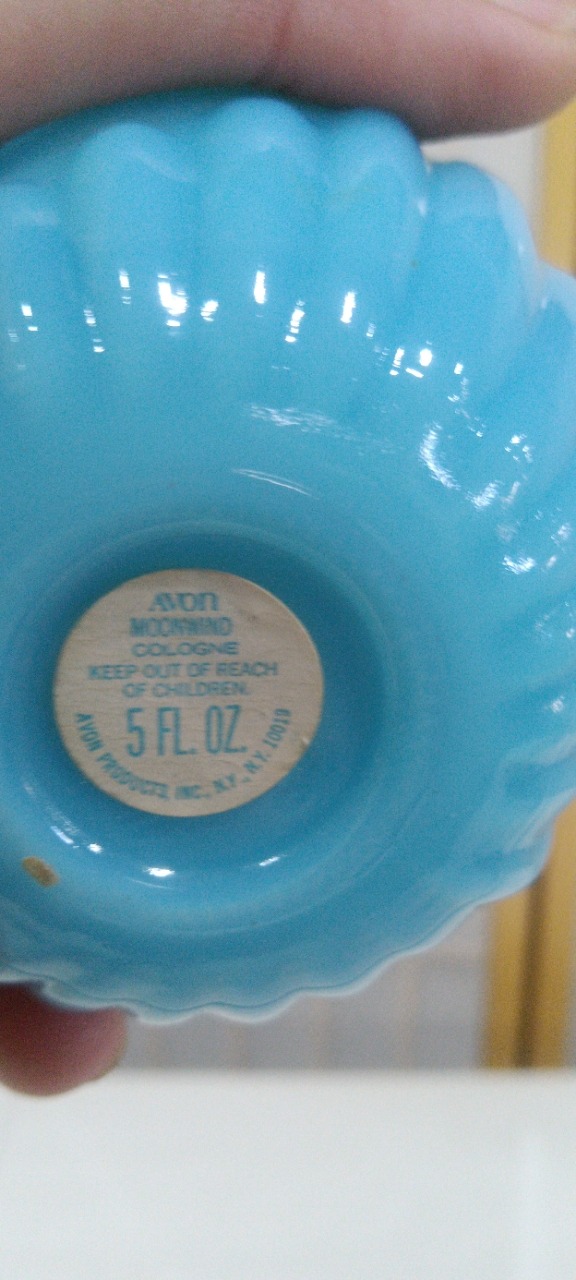 AVON
MOONWIND
COLOGNE
KEEP OUT OF REACH
OF CHILDREN.
5 FL. OZ.
AVON PRODUCTS, INC., N.Y., N.Y. 10019